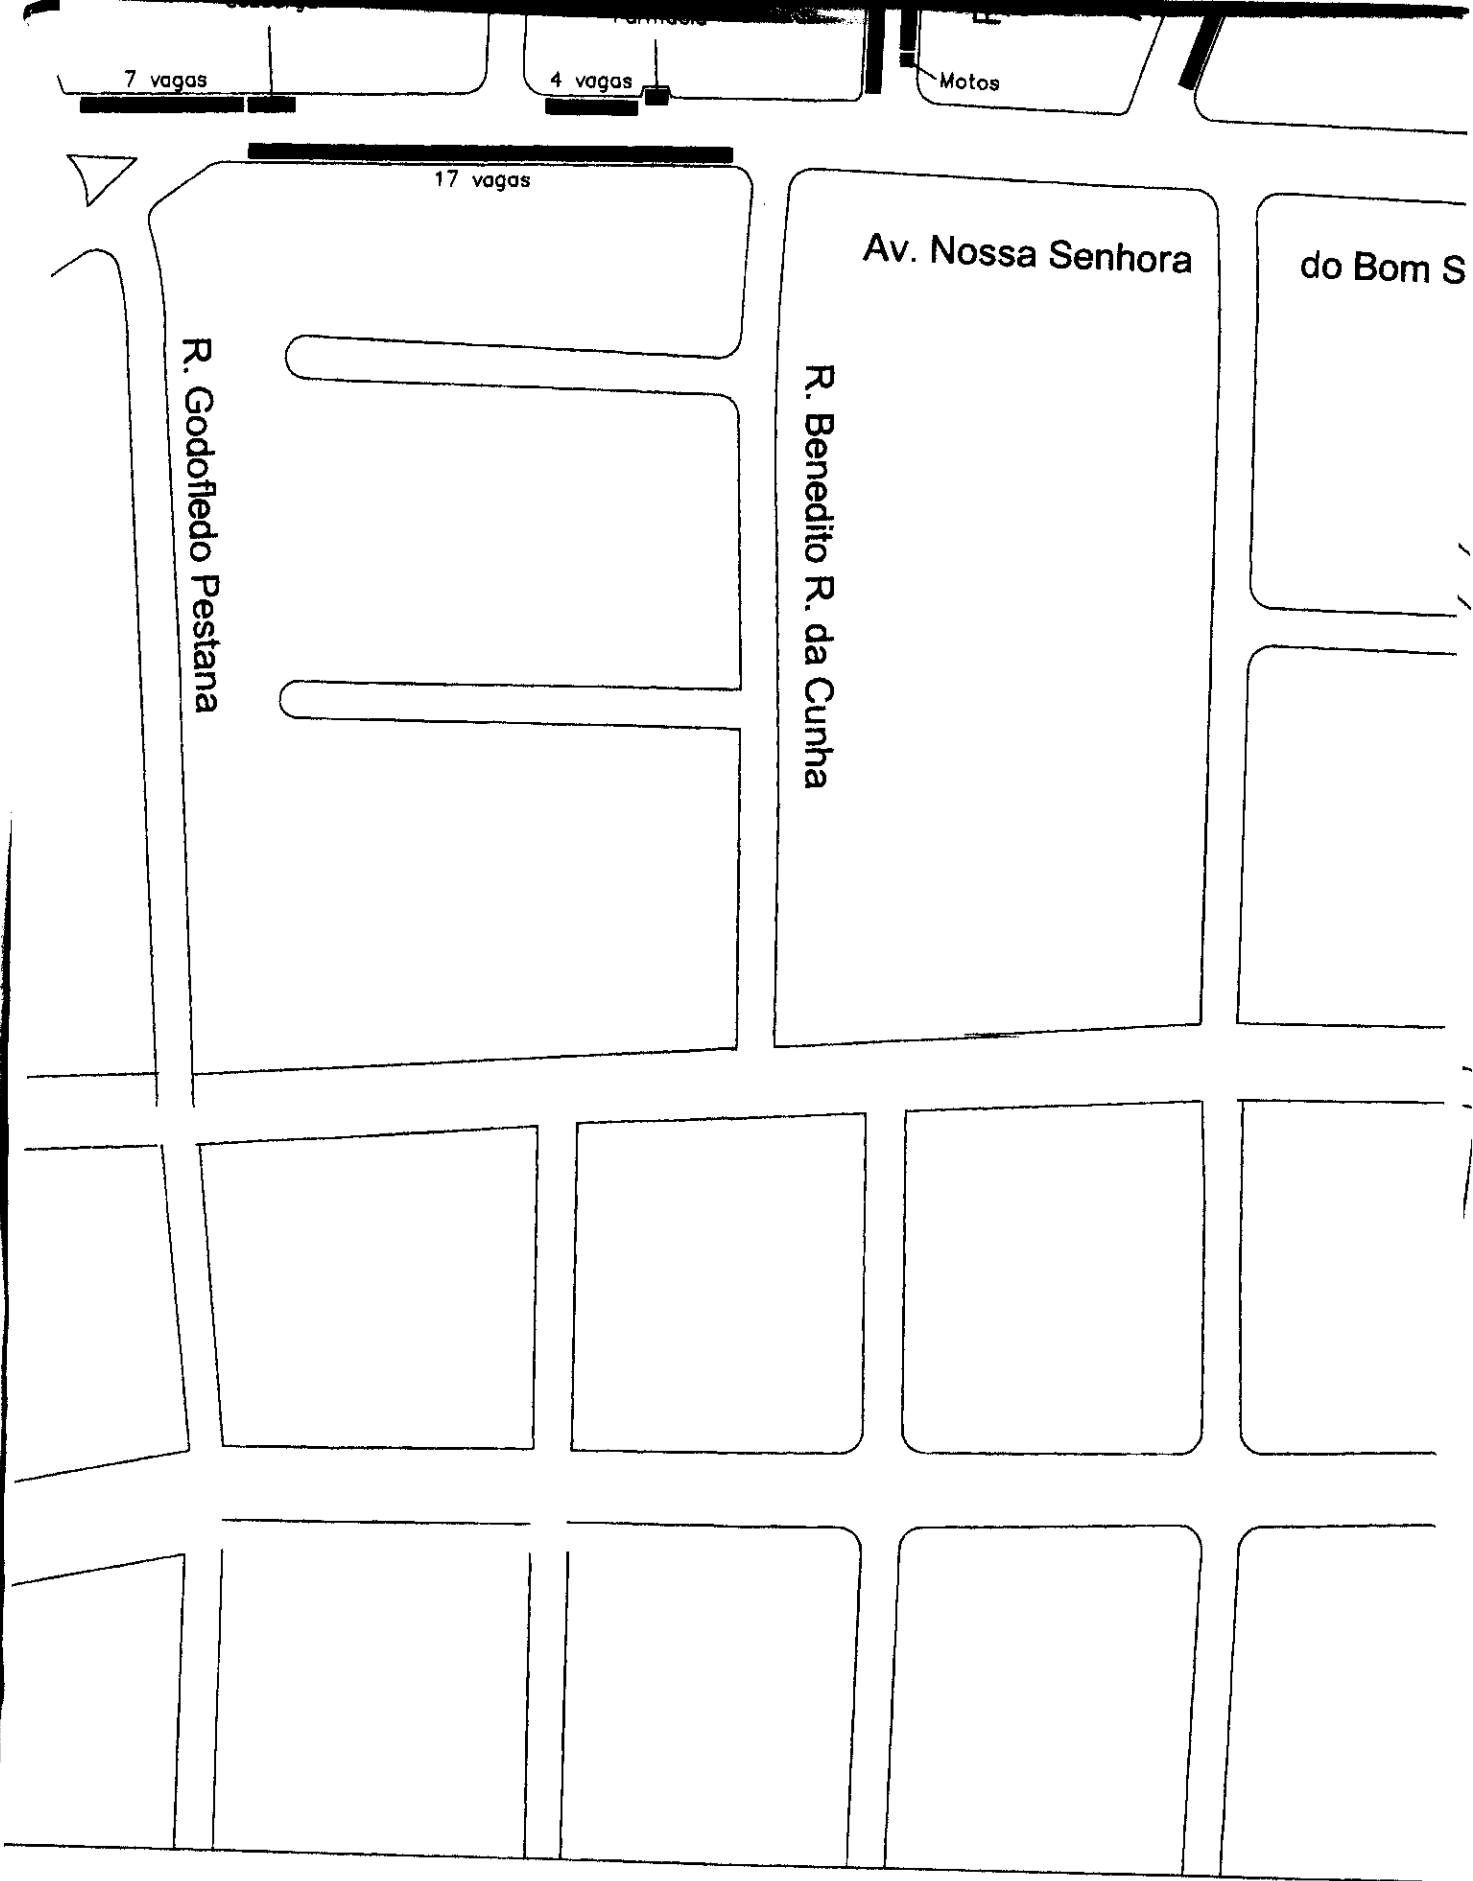 7 vagas
4 vagas
Motos
17 vagas
Av. Nossa Senhora
do Bom S
R. Godofledo Pestana
R. Benedito R. da Cunha